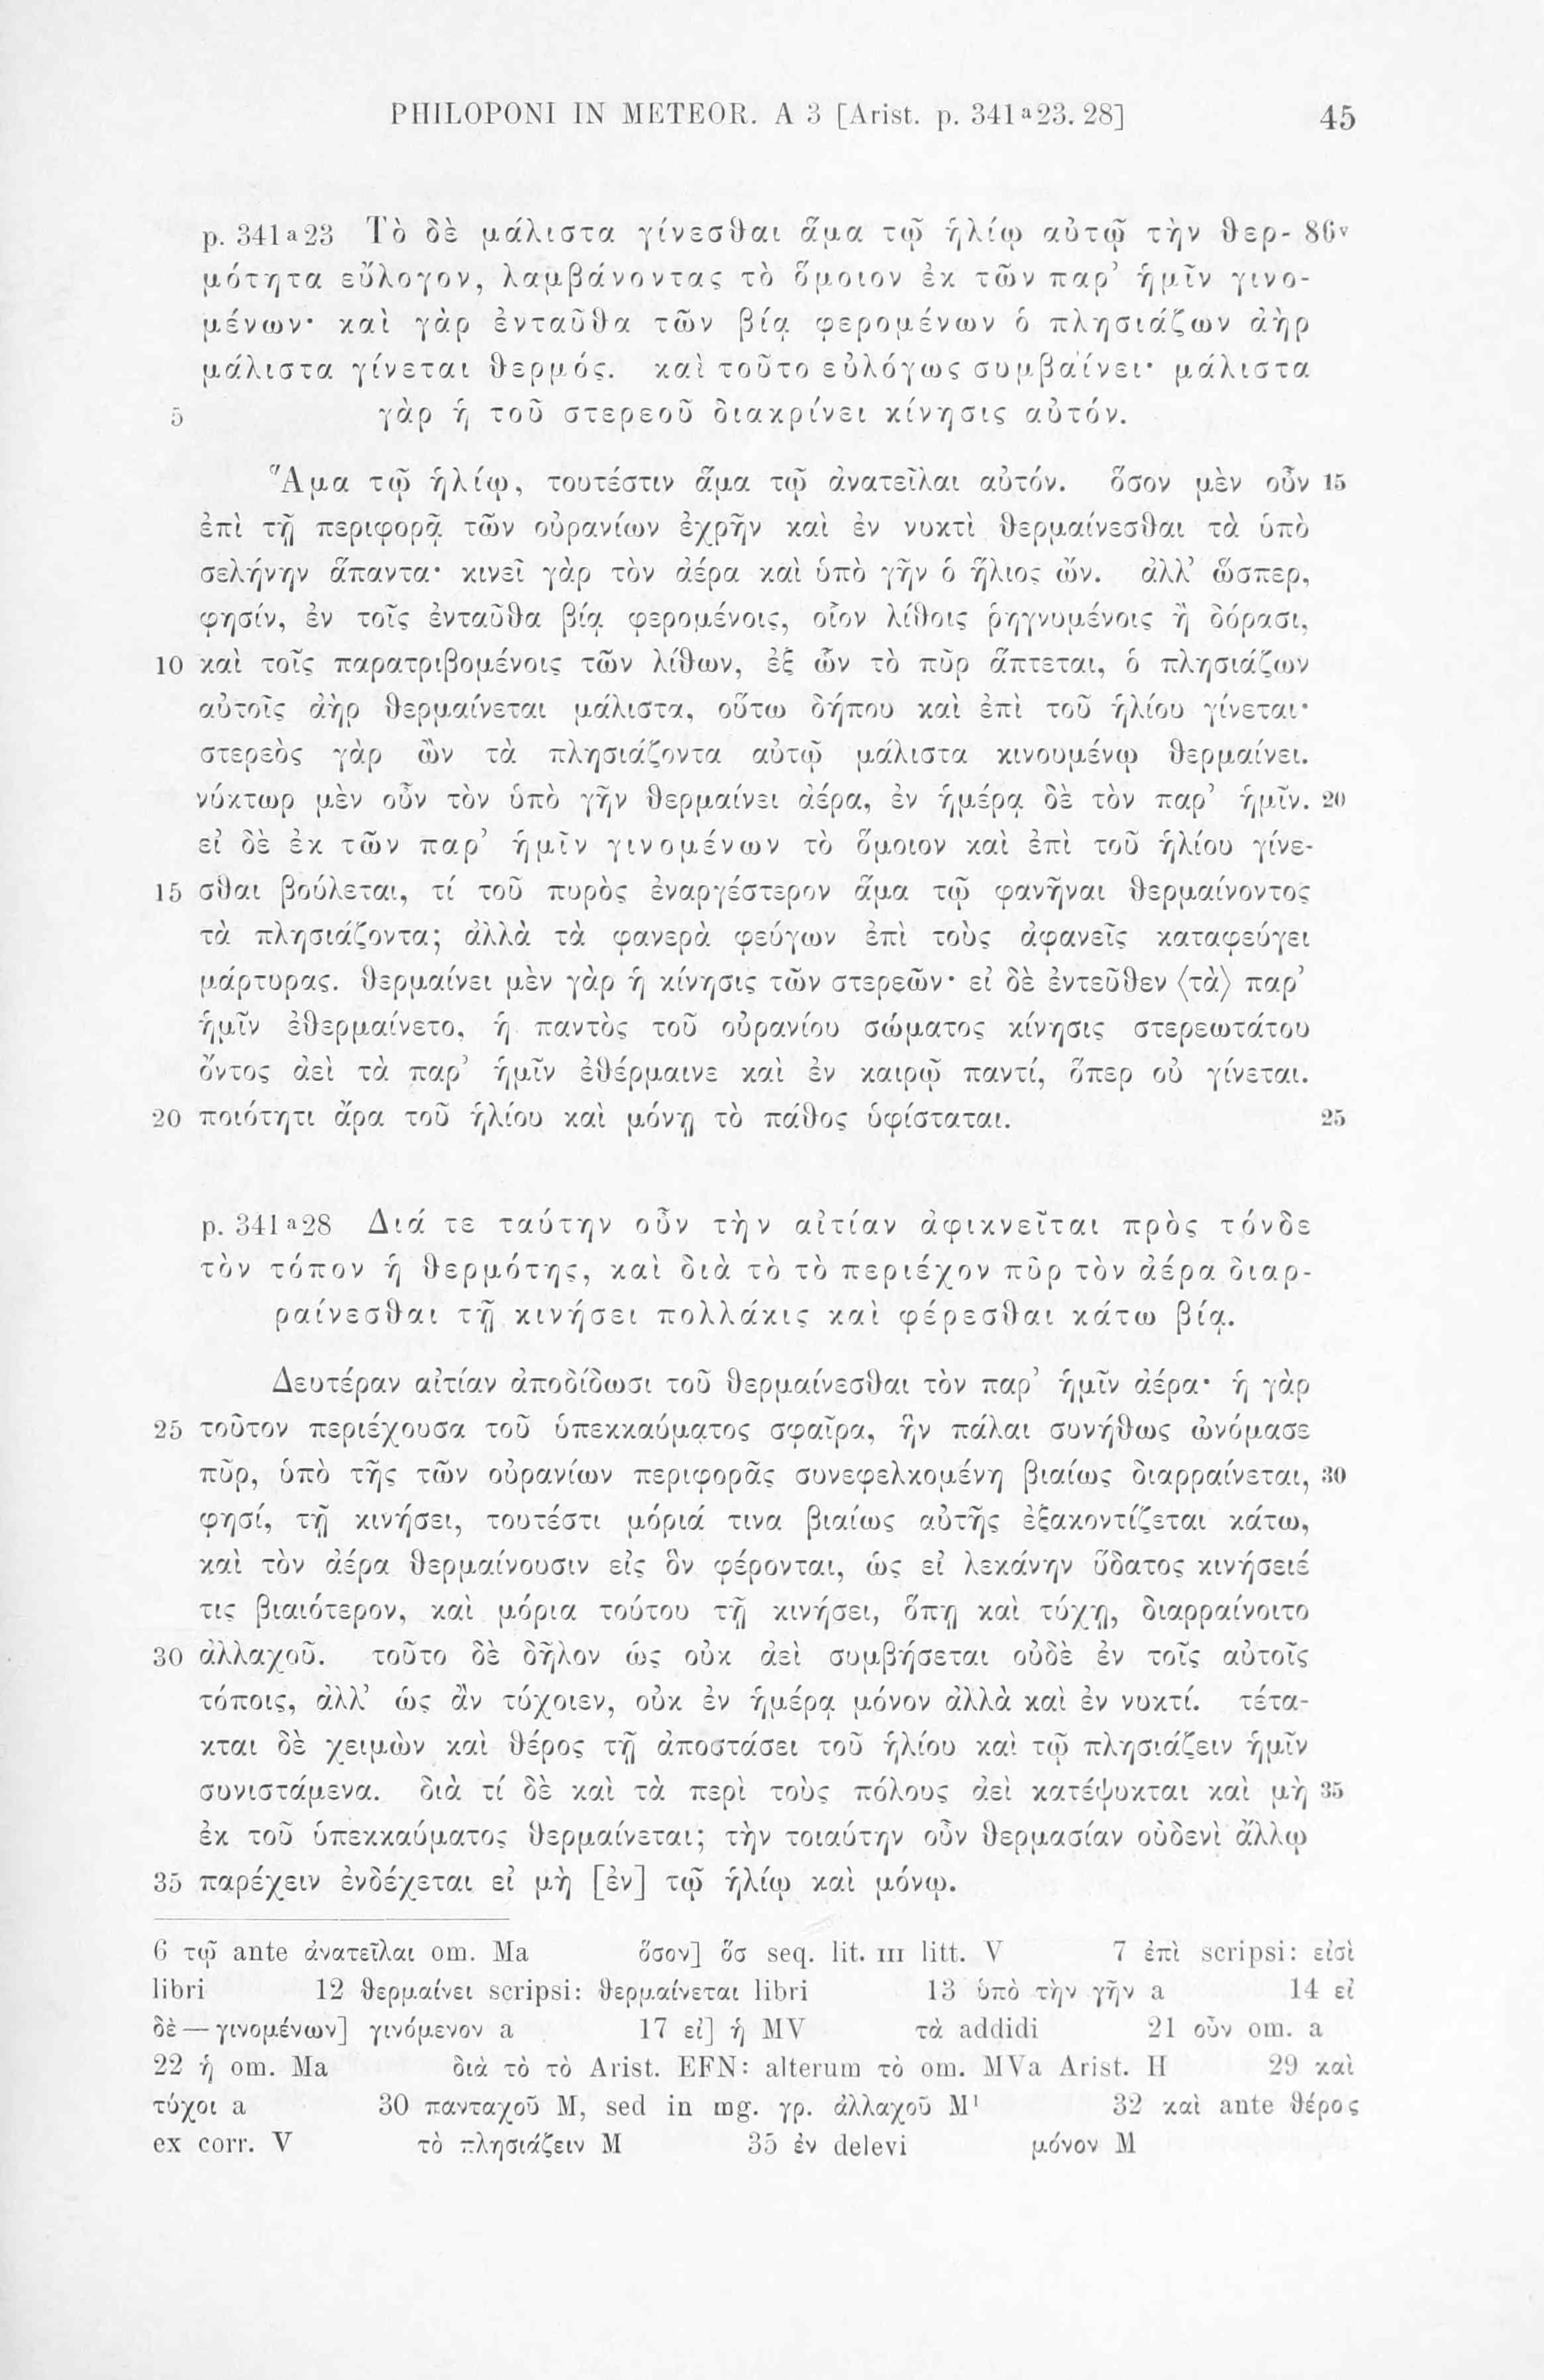 PHILOPONI IN METEOR. A 3 [Arist. p. 341 a 23. 28] 45
p. 341 a 23 Τὸ δὲ μάλιστα γίνεσθαι ἅμα τῷ ἡλίῳ αὐτῷ τὴν θερ- 86v
μότητα εὔλογον, λαμβάνοντας τὸ ὅμοιον ἐκ τῶν παρ’ ἡμῖν γινο-
μένων· καὶ γὰρ ἐνταῦθα τῶν βίᾳ φερομένων ὁ πλησιάζων ἀὴρ
μάλιστα γίνεται θερμός. καὶ τοῦτο εὐλόγως συμβαίνει· μάλιστα
5 γὰρ ἡ τοῦ στερεοῦ διακρίνει κίνησις αὐτόν.
Ἅμα τῷ ἡλίῳ, τουτέστιν ἅμα τῷ ἀνατεῖλαι αὐτόν. ὅσον μὲν οὖν 15
ἐπὶ τῇ περιφορᾷ τῶν οὐρανίων ἐχρῆν καὶ ἐν νυκτὶ θερμαίνεσθαι τὰ ὑπὸ
σελήνην ἅπαντα· κινεῖ γὰρ τὸν ἀέρα καὶ ὑπὸ γῆν ὁ ἥλιος ὤν. ἀλλ’ ὥσπερ,
φησίν, ἐν τοῖς ἐνταῦθα βίᾳ φερομένοις, οἷον λίθοις ῥηγνυμένοις ἢ δόρασι,
10 καὶ τοῖς παρατριβομένοις τῶν λίθων, ἐξ ὧν τὸ πῦρ ἅπτεται, ὁ πλησιάζων
αὐτοῖς ἀὴρ θερμαίνεται μάλιστα, οὕτω δήπου καὶ ἐπὶ τοῦ ἡλίου γίνεται·
στερεὸς γὰρ ὢν τὰ πλησιάζοντα αὐτῷ μάλιστα κινουμένῳ θερμαίνει.
νύκτωρ μὲν οὖν τὸν ὑπὸ γῆν θερμαίνει ἀέρα, ἐν ἡμέρᾳ δὲ τὸν παρ’ ἡμῖν. 20
εἰ δὲ ἐκ τῶν παρ’ ἡμῖν γινομένων τὸ ὅμοιον καὶ ἐπὶ τοῦ ἡλίου γίνε-
15 σθαι βούλεται, τί τοῦ πυρὸς ἐναργέστερον ἅμα τῷ φανῆναι θερμαίνοντος
τὰ πλησιάζοντα; ἀλλὰ τὰ φανερὰ φεύγων ἐπὶ τοὺς ἀφανεῖς καταφεύγει
μάρτυρας. θερμαίνει μὲν γὰρ ἡ κίνησις τῶν στερεῶν· εἰ δὲ ἐντεῦθεν ⟨τὰ⟩ παρ’
ἡμῖν ἐθερμαίνετο, ἡ παντὸς τοῦ οὐρανίου σώματος κίνησις στερεωτάτου
ὄντος ἀεὶ τὰ παρ’ ἡμῖν ἐθέρμαινε καὶ ἐν καιρῷ παντί, ὅπερ οὐ γίνεται.
20 ποιότητι ἄρα τοῦ ἡλίου καὶ μόνῃ τὸ πάθος ὑφίσταται. 25
p. 341 a 28 Διά τε ταύτην οὖν τὴν αἰτίαν ἀφικνεῖται πρὸς τόνδε
τὸν τόπον ἡ θερμότης, καὶ διὰ τὸ τὸ περιέχον πῦρ τὸν ἀέρα διαρ-
ραίνεσθαι τῇ κινήσει πολλάκις καὶ φέρεσθαι κάτω βίᾳ.
Δευτέραν αἰτίαν ἀποδίδωσι τοῦ θερμαίνεσθαι τὸν παρ’ ἡμῖν ἀέρα· ἡ γὰρ
25 τοῦτον περιέχουσα τοῦ ὑπεκκαύματος σφαῖρα, ἣν πάλαι συνήθως ὠνόμασε
πῦρ, ὑπὸ τῆς τῶν οὐρανίων περιφορᾶς συνεφελκομένη βιαίως διαρραίνεται, 30
φησί, τῇ κινήσει, τουτέστι μόριά τινα βιαίως αὐτῆς ἐξακοντίζεται κάτω,
καὶ τὸν ἀέρα θερμαίνουσιν εἰς ὃν φέρονται, ὡς εἰ λεκάνην ὕδατος κινήσειέ
τις βιαιότερον, καὶ μόρια τούτου τῇ κινήσει, ὅπῃ καὶ τύχῃ, διαρραίνοιτο
30 ἀλλαχοῦ. τοῦτο δὲ δῆλον ὡς οὐκ ἀεὶ συμβήσεται οὐδὲ ἐν τοῖς αὐτοῖς
τόποις, ἀλλ’ ὡς ἂν τύχοιεν, οὐκ ἐν ἡμέρᾳ μόνον ἀλλὰ καὶ ἐν νυκτί. τέτα-
κται δὲ χειμὼν καὶ θέρος τῇ ἀποστάσει τοῦ ἡλίου καὶ τῷ πλησιάζειν ἡμῖν
συνιστάμενα. διὰ τί δὲ καὶ τὰ περὶ τοὺς πόλους ἀεὶ κατέψυκται καὶ μὴ 35
ἐκ τοῦ ὑπεκκαύματος θερμαίνεται; τὴν τοιαύτην οὖν θερμασίαν οὐδενὶ ἄλλῳ
35 παρέχειν ἐνδέχεται εἰ μὴ [ἐν] τῷ ἡλίῳ καὶ μόνῳ.
6 τῷ ante ἀνατεῖλαι om. Ma ὅσον] ὅσ seq. lit. III litt. V 7 ἐπὶ scripsi: εἰσὶ
libri 12 θερμαίνει scripsi: θερμαίνεται libri 13 ὑπὸ τὴν γῆν a 14 εἰ
δὲ — γινομένων] γινόμενον a 17 εἰ] ἡ MV τὰ addidi 21 οὖν om. a
22 ἡ om. Ma διὰ τὸ τὸ Arist. EFN: alterum τὸ om. MVa Arist. H 29 καὶ
τύχοι a 30 πανταχοῦ M, sed in mg. γρ. ἀλλαχοῦ M¹ 32 καὶ ante θέρος
ex corr. V τὸ πλησιάζειν M 35 ἐν delevi μόνον M